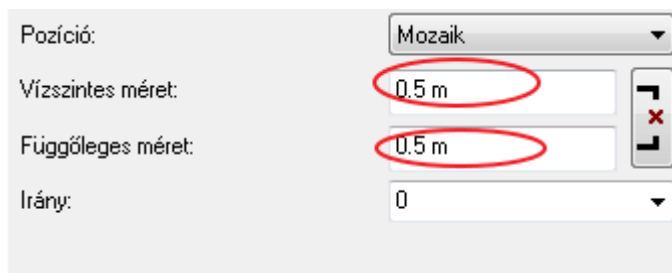 Pozíció: Mozaik
Vízszintes méret: 0.5 m
Függőleges méret: 0.5 m
Irány: 0